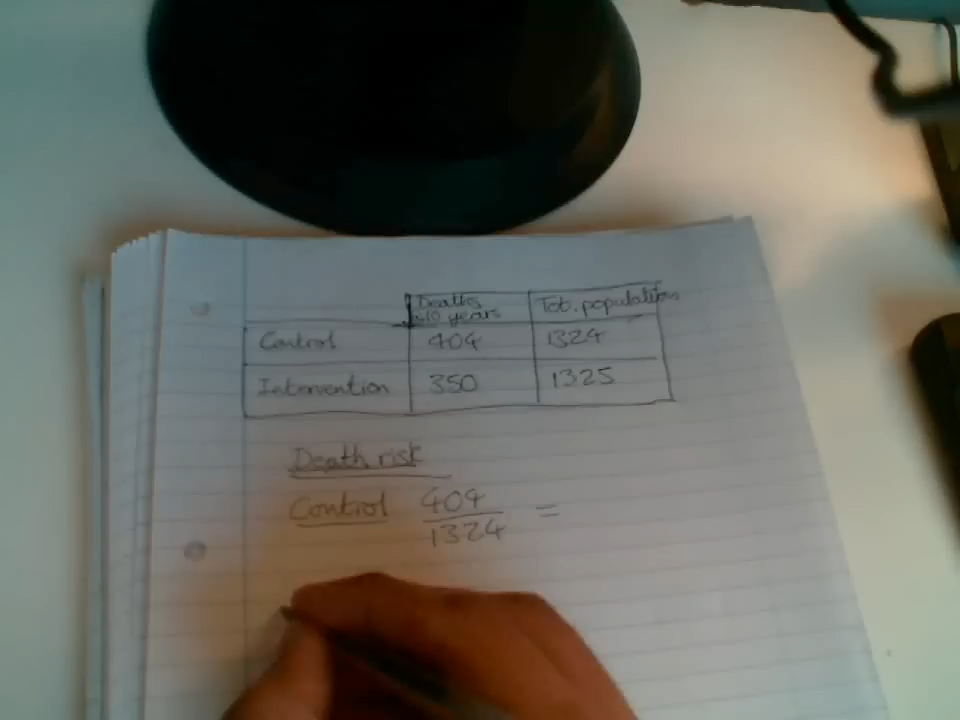 Deaths Tot. population
≤10 years
Control 404 1324
Intervention 350 1325
Death risk
Control 404
1324 =